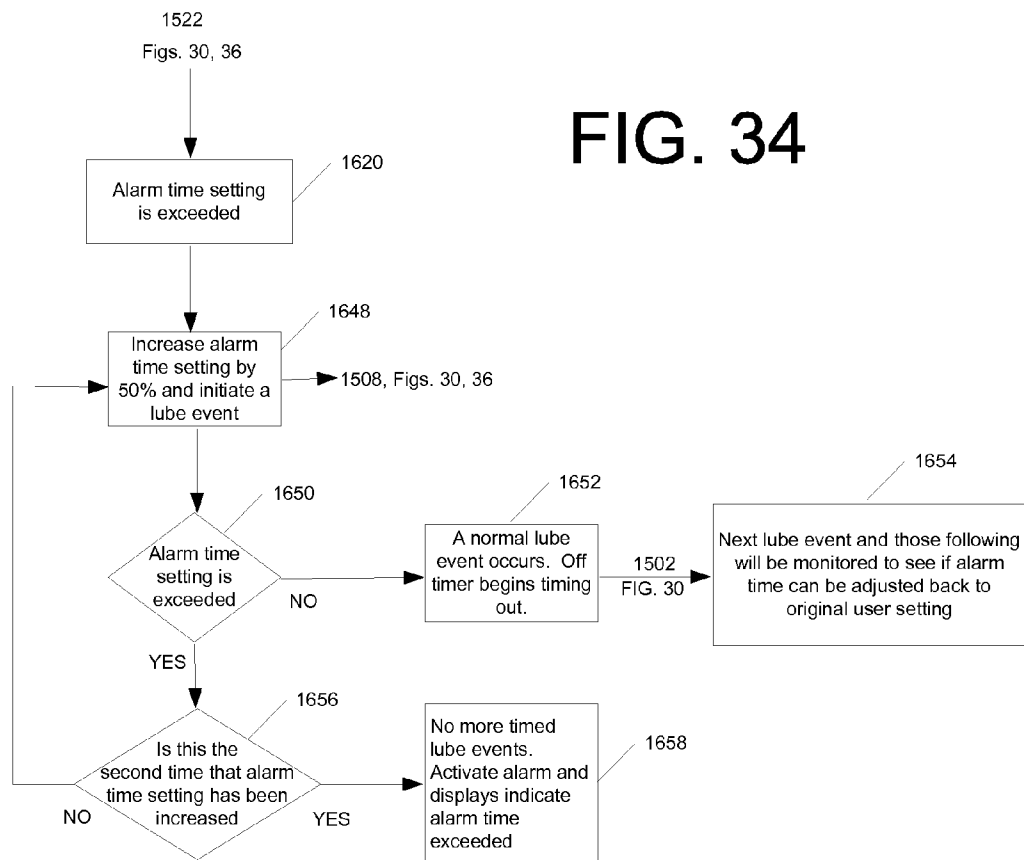 1522
Figs. 30, 36
FIG. 34
Alarm time setting
is exceeded
1620
1648
Increase alarm
time setting by
50% and initiate a
lube event
1508, Figs. 30, 36
1650
Alarm time
setting is
exceeded
NO
YES
1652
A normal lube
event occurs.  Off
timer begins timing
out.
1502
FIG. 30
1654
Next lube event and those following
will be monitored to see if alarm
time can be adjusted back to
original user setting
1656
Is this the
second time that alarm
time setting has been
increased
NO
YES
No more timed
lube events.
Activate alarm and
displays indicate
alarm time
exceeded
1658